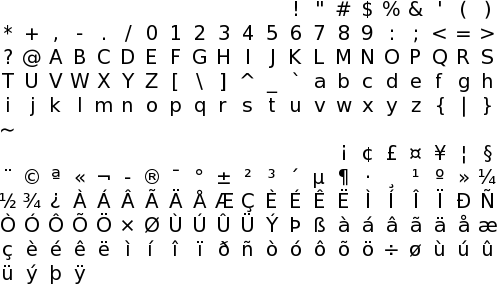 ! " # $ % & ' ( )
* + , - . / 0 1 2 3 4 5 6 7 8 9 : ; < = >
? @ A B C D E F G H I J K L M N O P Q R S
T U V W X Y Z [ \ ] ^ _ ` a b c d e f g h
i j k l m n o p q r s t u v w x y z { | }
~
¡ ¢ £ ¤ ¥ ¦ §
¨ © ª « ¬ - ® ¯ ° ± ² ³ ´ µ ¶ · ¸ ¹ º » ¼
½ ¾ ¿ À Á Â Ã Ä Å Æ Ç È É Ê Ë Ì Í Î Ï Ð Ñ
Ò Ó Ô Õ Ö × Ø Ù Ú Û Ü Ý Þ ß à á â ã ä å æ
ç è é ê ë ì í î ï ð ñ ò ó ô õ ö ÷ ø ù ú û
ü ý þ ÿ